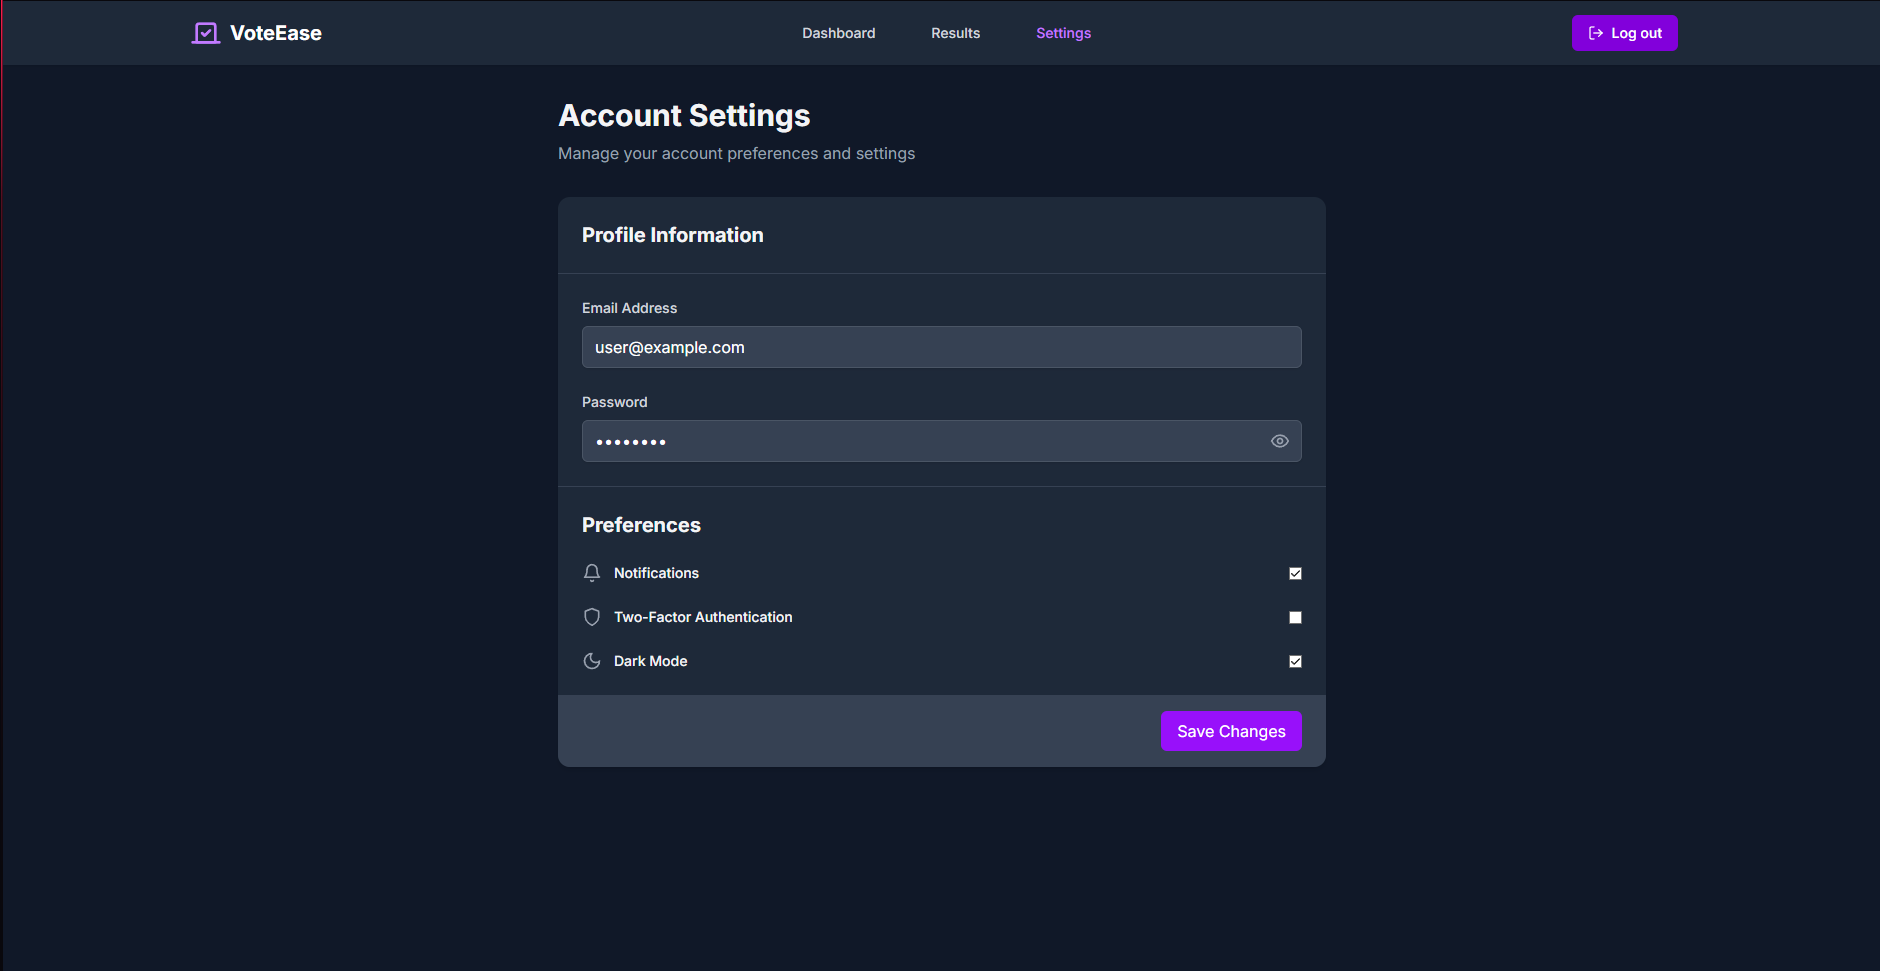 VoteEase
Dashboard
Results
Settings
Log out
Account Settings
Manage your account preferences and settings
Profile Information
Email Address
user@example.com
Password
••••••••
Preferences
Notifications
Two-Factor Authentication
Dark Mode
Save Changes